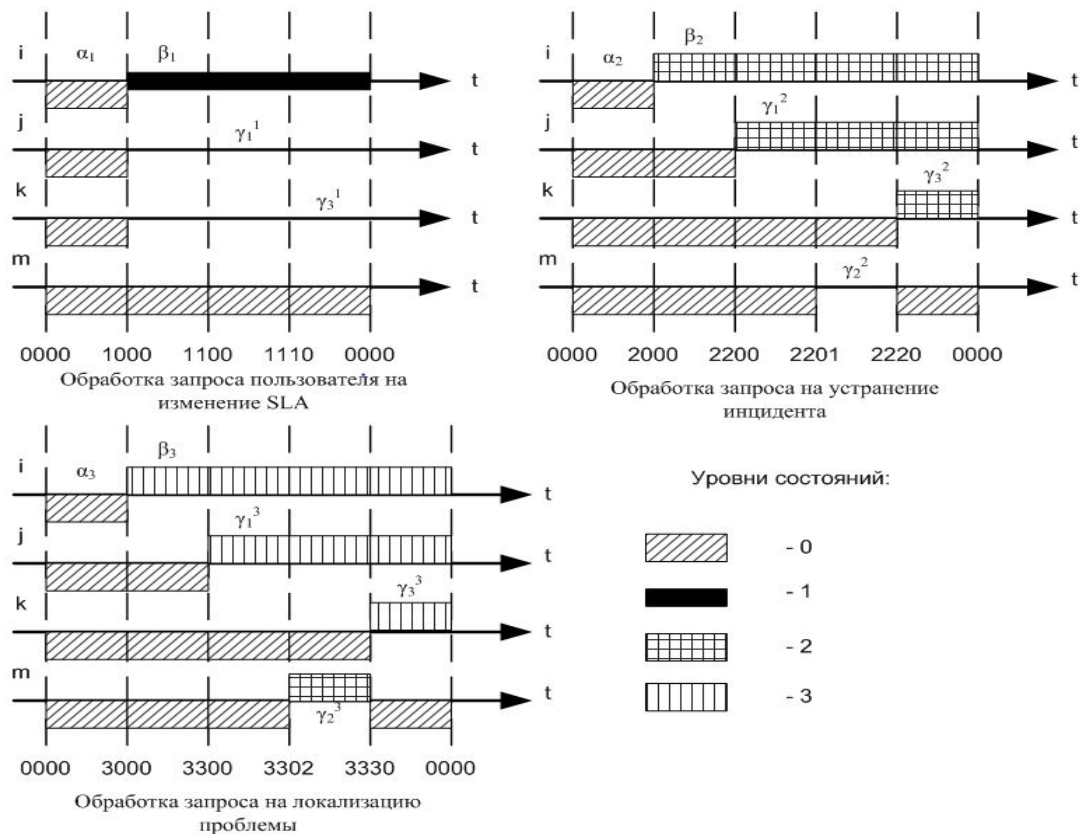 i α₁ β₁ t
j γ₁¹ t
k γ₃¹ t
m t
0000 1000 1100 1110 0000
Обработка запроса пользователя на
изменение SLA
i α₂ β₂ t
j γ₁² t
k γ₃² t
m γ₂² t
0000 2000 2200 2201 2220 0000
Обработка запроса на устранение
инцидента
i α₃ β₃ t
j γ₁³ t
k γ₃³ t
m γ₂³ t
0000 3000 3300 3302 3330 0000
Обработка запроса на локализацию
проблемы
Уровни состояний:
- 0
- 1
- 2
- 3